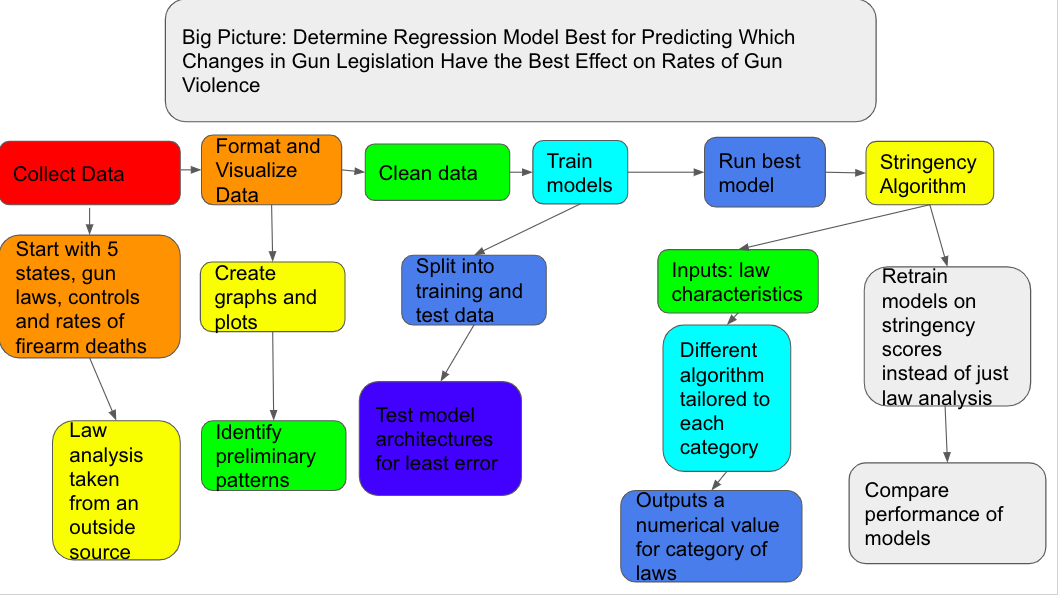 Big Picture: Determine Regression Model Best for Predicting Which
Changes in Gun Legislation Have the Best Effect on Rates of Gun
Violence
Collect Data
Format and
Visualize
Data
Clean data
Train
models
Run best
model
Stringency
Algorithm
Start with 5
states, gun
laws, controls
and rates of
firearm deaths
Law
analysis
taken
from an
outside
source
Create
graphs and
plots
Identify
preliminary
patterns
Split into
training and
test data
Test model
architectures
for least error
Inputs: law
characteristics
Different
algorithm
tailored to
each
category
Outputs a
numerical value
for category of
laws
Retrain
models on
stringency
scores
instead of just
law analysis
Compare
performance of
models